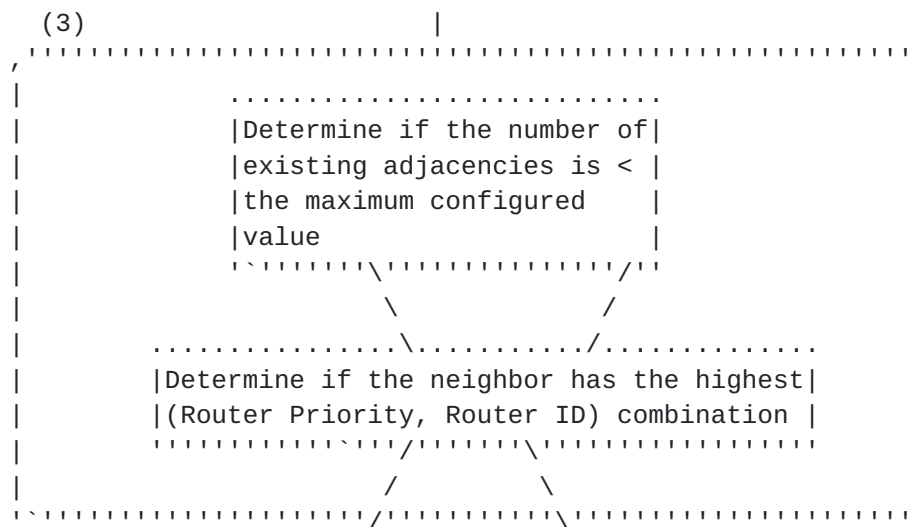 (3)
Determine if the number of
existing adjacencies is <
the maximum configured
value
Determine if the neighbor has the highest
(Router Priority, Router ID) combination